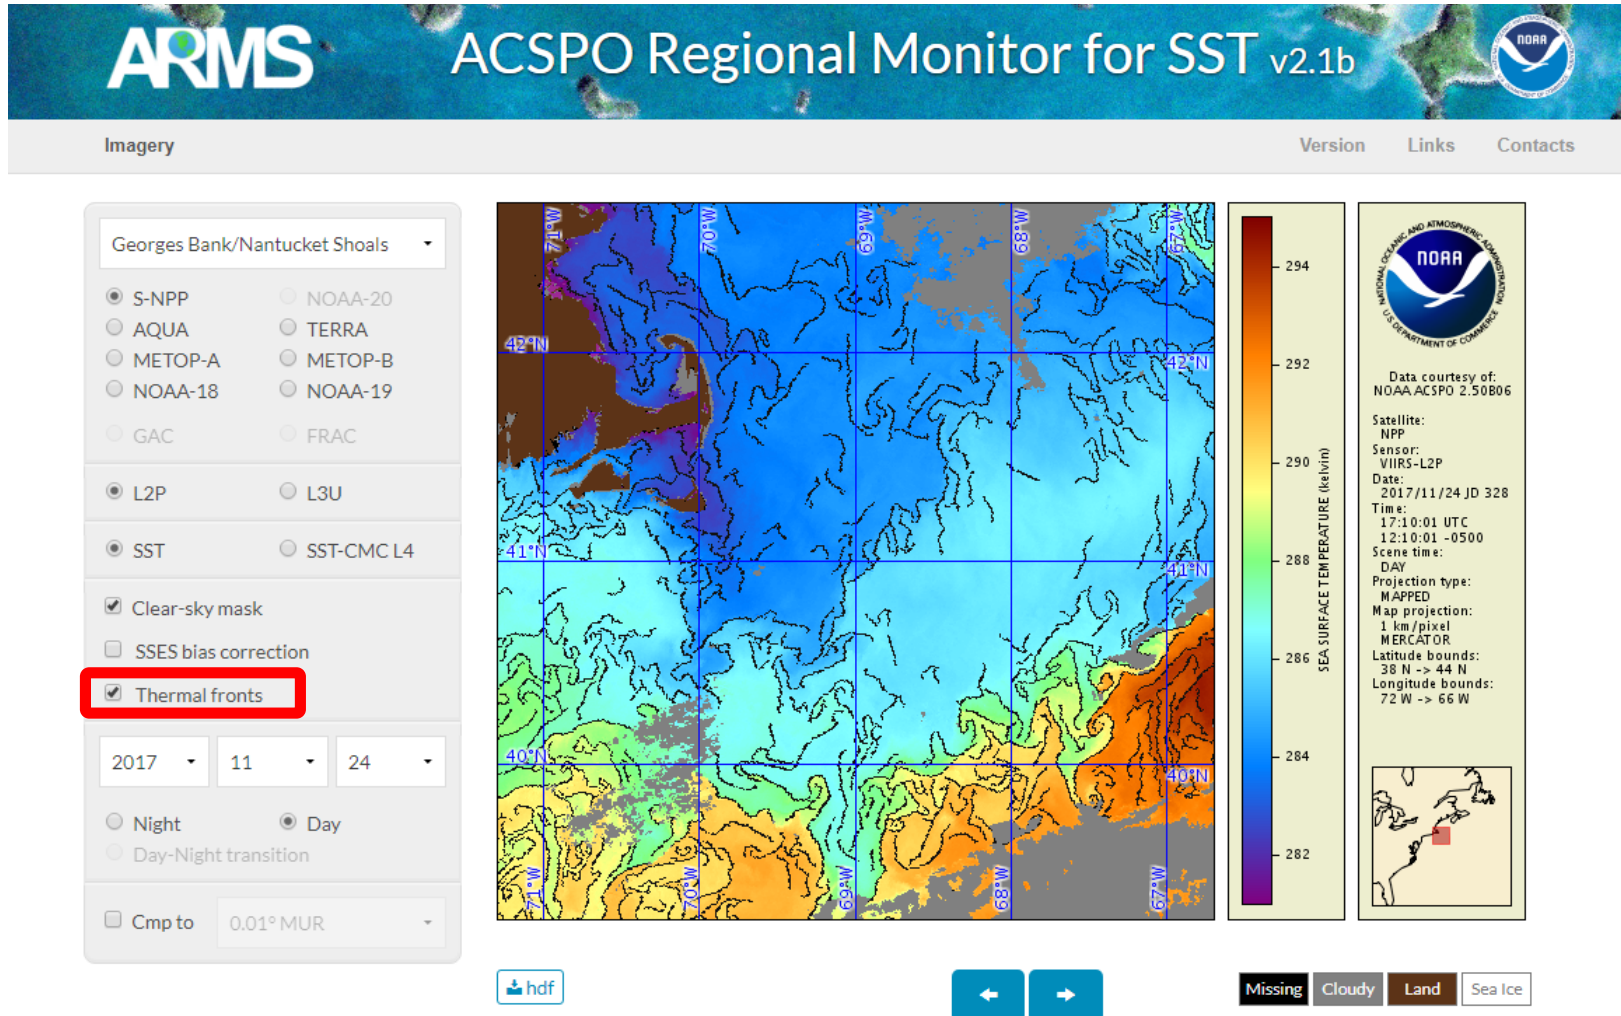 ARMS
ACSPO Regional Monitor for SST v2.1b
NOAA
Imagery
Version Links Contacts
Georges Bank/Nantucket Shoals
S-NPP NOAA-20
AQUA TERRA
METOP-A METOP-B
NOAA-18 NOAA-19
GAC FRAC
L2P L3U
SST SST-CMC L4
Clear-sky mask
SSES bias correction
Thermal fronts
2017 11 24
Night Day
Day-Night transition
Cmp to 0.01° MUR
71°W 70°W 69°W 68°W 67°W
42°N 42°N
41°N 41°N
40°N 40°N
71°W 70°W 69°W 68°W 67°W
294
292
290
288
286
284
282
SEA SURFACE TEMPERATURE (kelvin)
NATIONAL OCEANIC AND ATMOSPHERIC ADMINISTRATION
NOAA
U.S. DEPARTMENT OF COMMERCE
Data courtesy of:
NOAA ACSPO 2.50B06
Satellite:
NPP
Sensor:
VIIRS-L2P
Date:
2017/11/24 JD 328
Time:
17:10:01 UTC
12:10:01 -0500
Scene time:
DAY
Projection type:
MAPPED
Map projection:
1 km/pixel
MERCATOR
Latitude bounds:
38 N -> 44 N
Longitude bounds:
72 W -> 66 W
hdf
Missing Cloudy Land Sea Ice